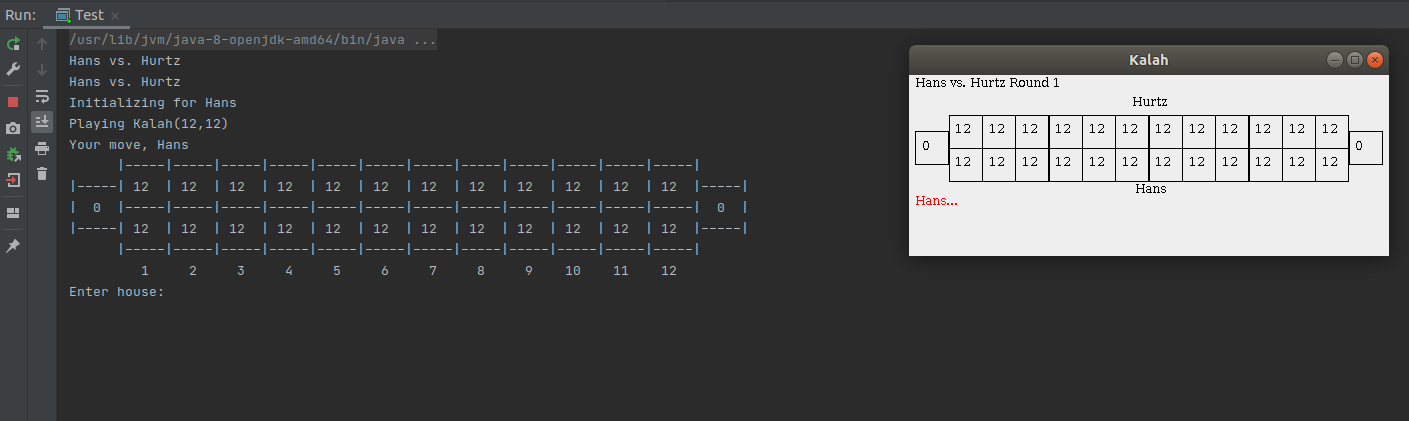 Run: Test
/usr/lib/jvm/java-8-openjdk-amd64/bin/java ...
Hans vs. Hurtz
Hans vs. Hurtz
Initializing for Hans
Playing Kalah(12,12)
Your move, Hans
      |-----|-----|-----|-----|-----|-----|-----|-----|-----|-----|-----|-----|
|-----| 12  | 12  | 12  | 12  | 12  | 12  | 12  | 12  | 12  | 12  | 12  | 12  |-----|
|  0  |-----|-----|-----|-----|-----|-----|-----|-----|-----|-----|-----|-----|  0  |
|-----| 12  | 12  | 12  | 12  | 12  | 12  | 12  | 12  | 12  | 12  | 12  | 12  |-----|
      |-----|-----|-----|-----|-----|-----|-----|-----|-----|-----|-----|-----|
         1     2     3     4     5     6     7     8     9    10    11    12
Enter house:
Kalah
Hans vs. Hurtz Round 1
Hurtz
12 12 12 12 12 12 12 12 12 12 12 12
0 0
12 12 12 12 12 12 12 12 12 12 12 12
Hans
Hans...